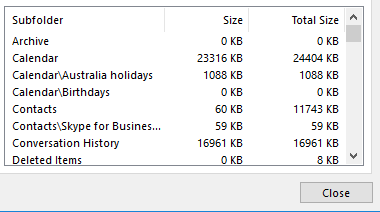 Subfolder Size Total Size
Archive 0 KB 0 KB
Calendar 23316 KB 24404 KB
Calendar\Australia holidays 1088 KB 1088 KB
Calendar\Birthdays 0 KB 0 KB
Contacts 60 KB 11743 KB
Contacts\Skype for Busines... 59 KB 59 KB
Conversation History 16961 KB 16961 KB
Deleted Items 0 KB 8 KB
Close